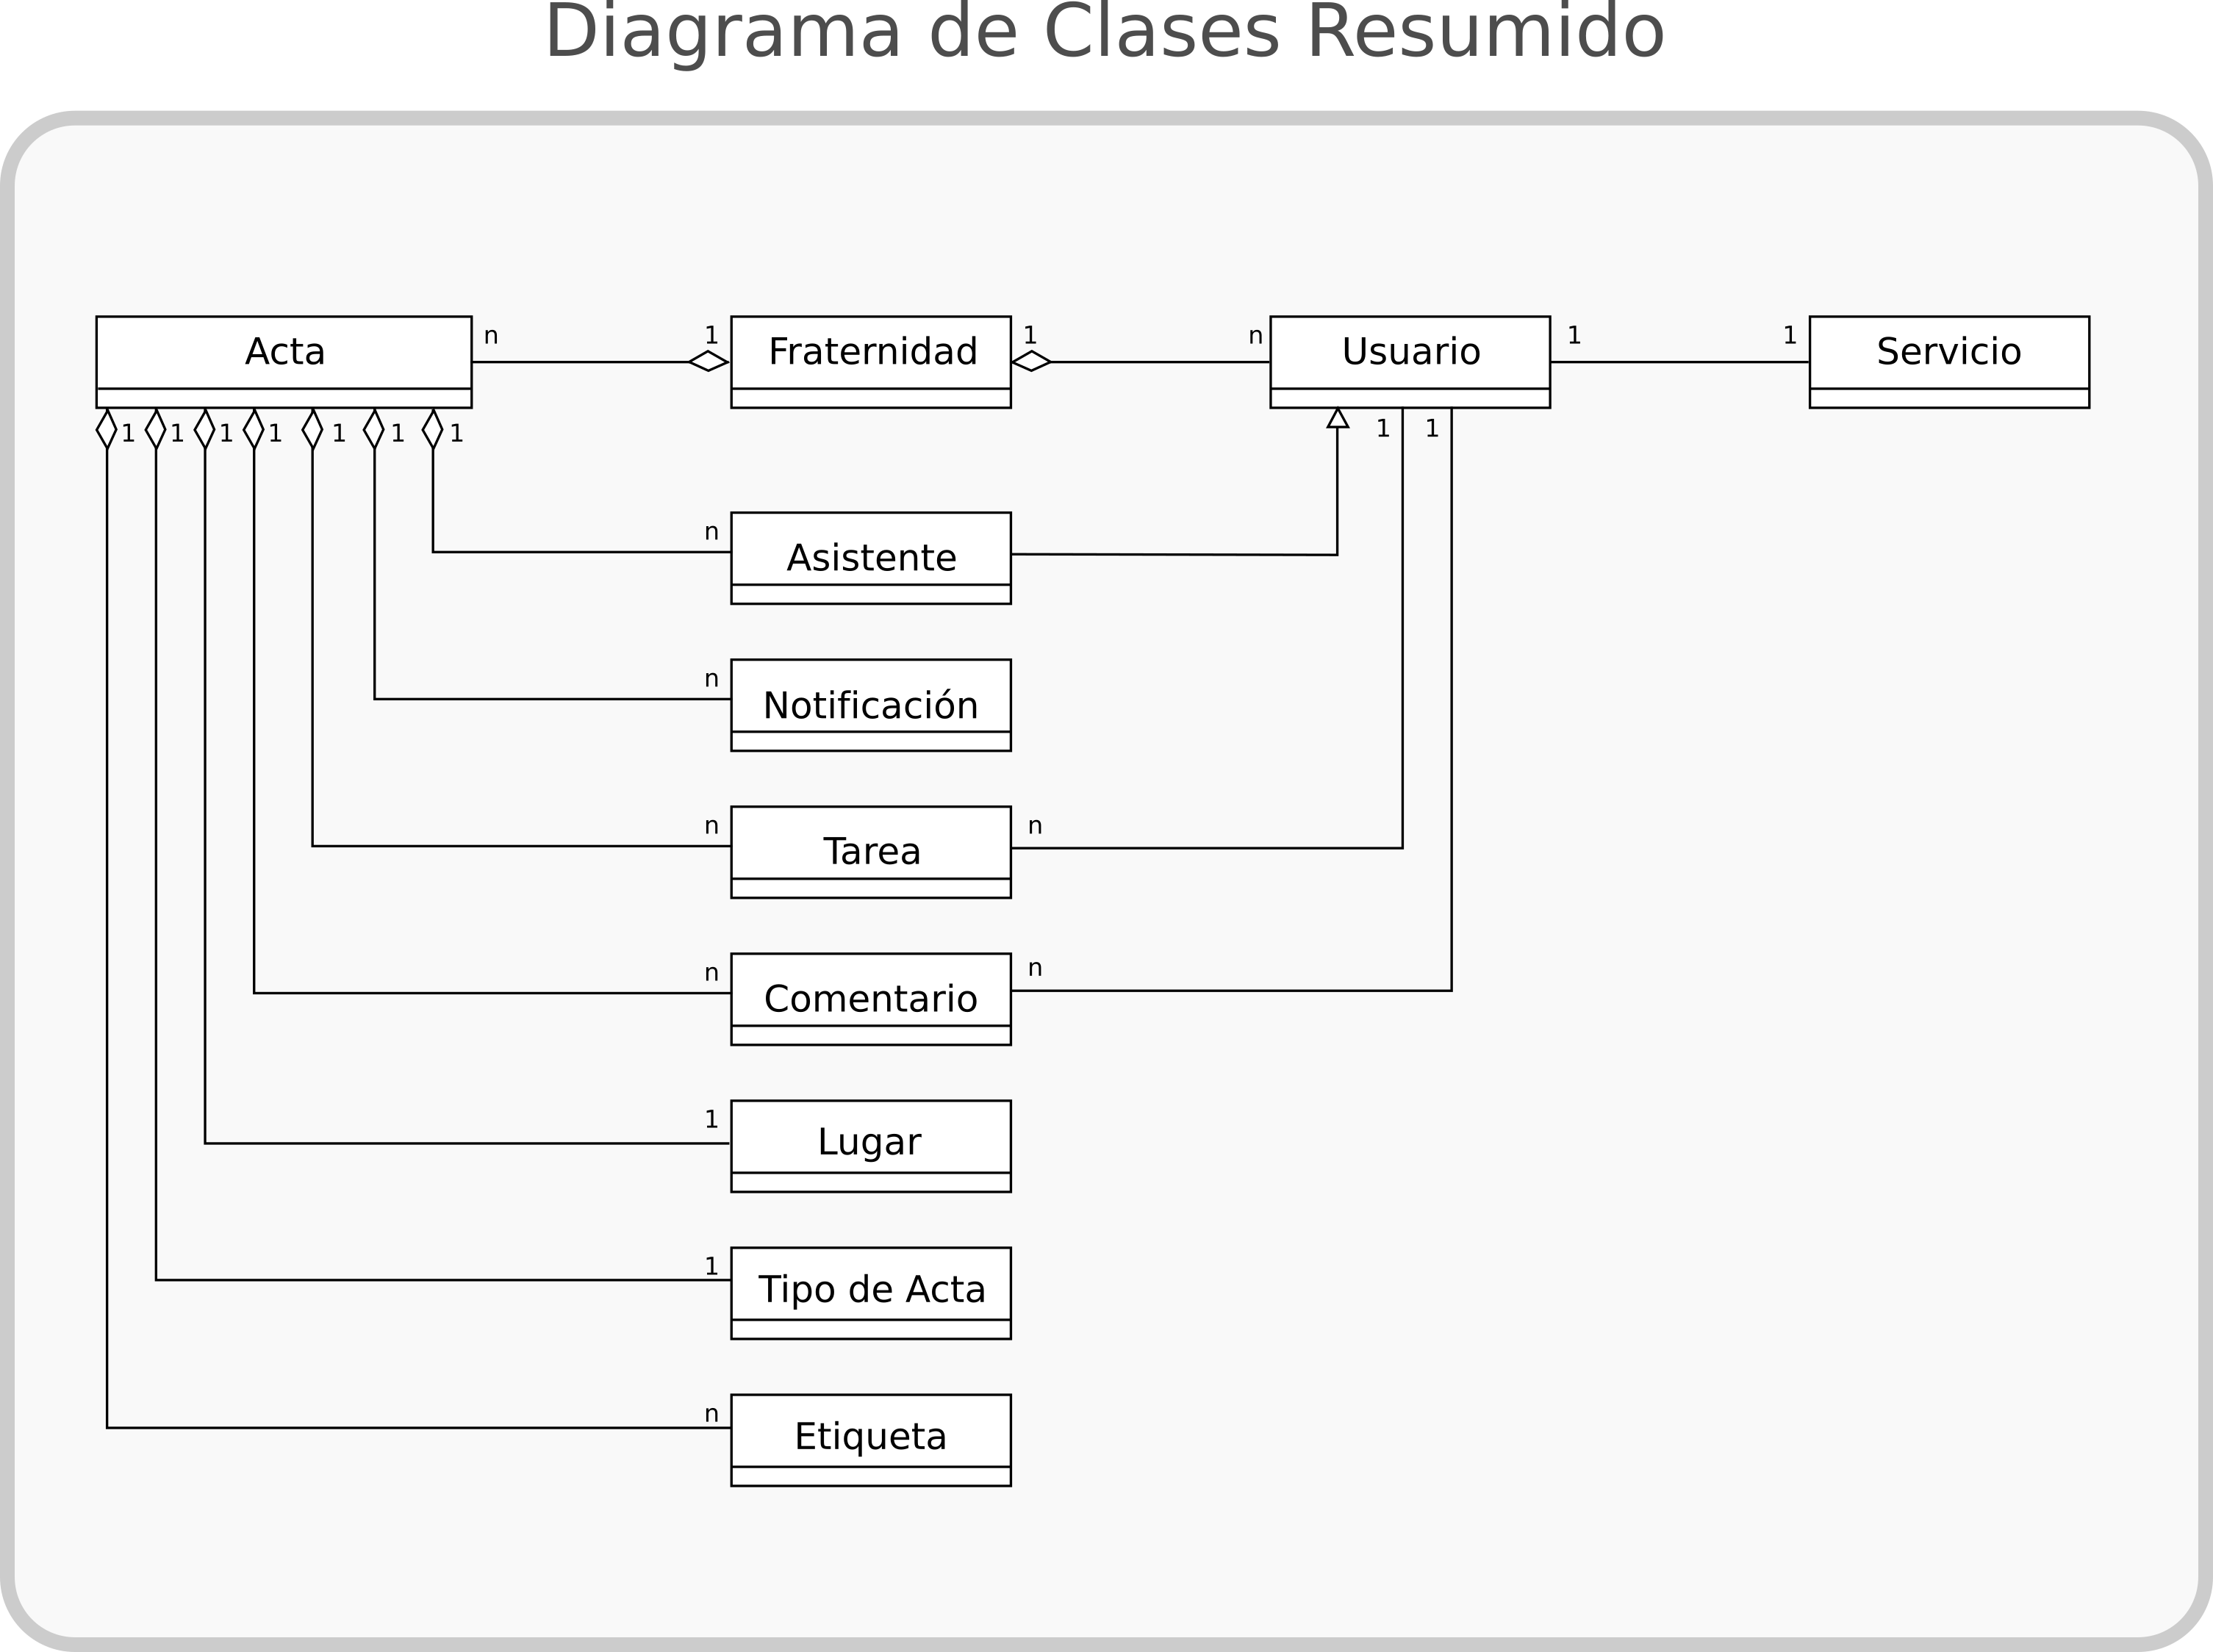 Diagrama de Clases Resumido
Acta
n
1
Fraternidad
1
n
Usuario
1
1
Servicio
1
1
1
1
1
1
1
1
1
n
Asistente
n
Notificación
n
Tarea
n
n
Comentario
n
1
Lugar
1
Tipo de Acta
n
Etiqueta